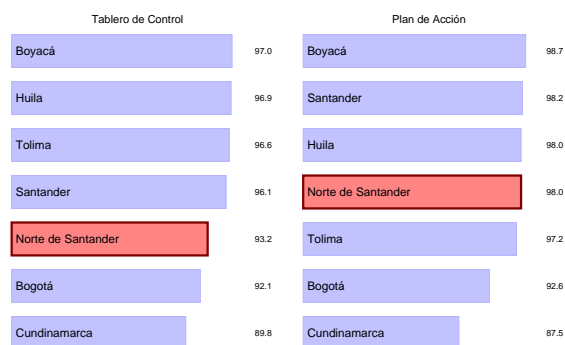 Tablero de Control
Boyacá 97.0
Huila 96.9
Tolima 96.6
Santander 96.1
Norte de Santander 93.2
Bogotá 92.1
Cundinamarca 89.8
Plan de Acción
Boyacá 98.7
Santander 98.2
Huila 98.0
Norte de Santander 98.0
Tolima 97.2
Bogotá 92.6
Cundinamarca 87.5